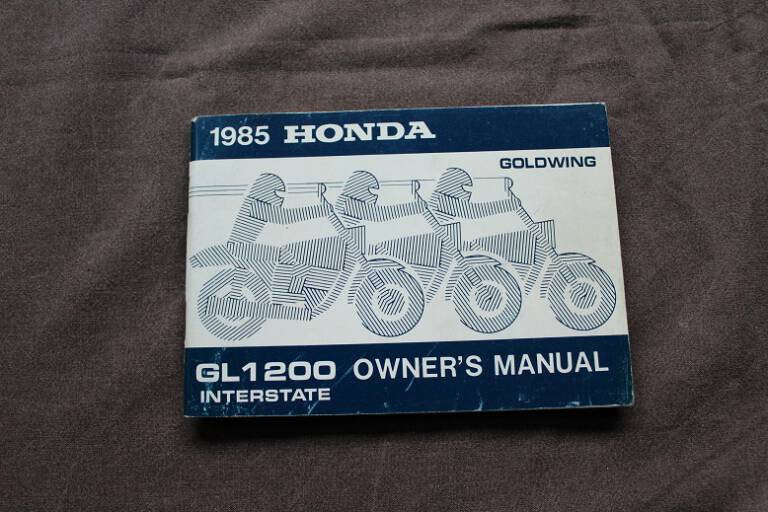 1985 HONDA
GOLDWING
GL1200 OWNER'S MANUAL
INTERSTATE